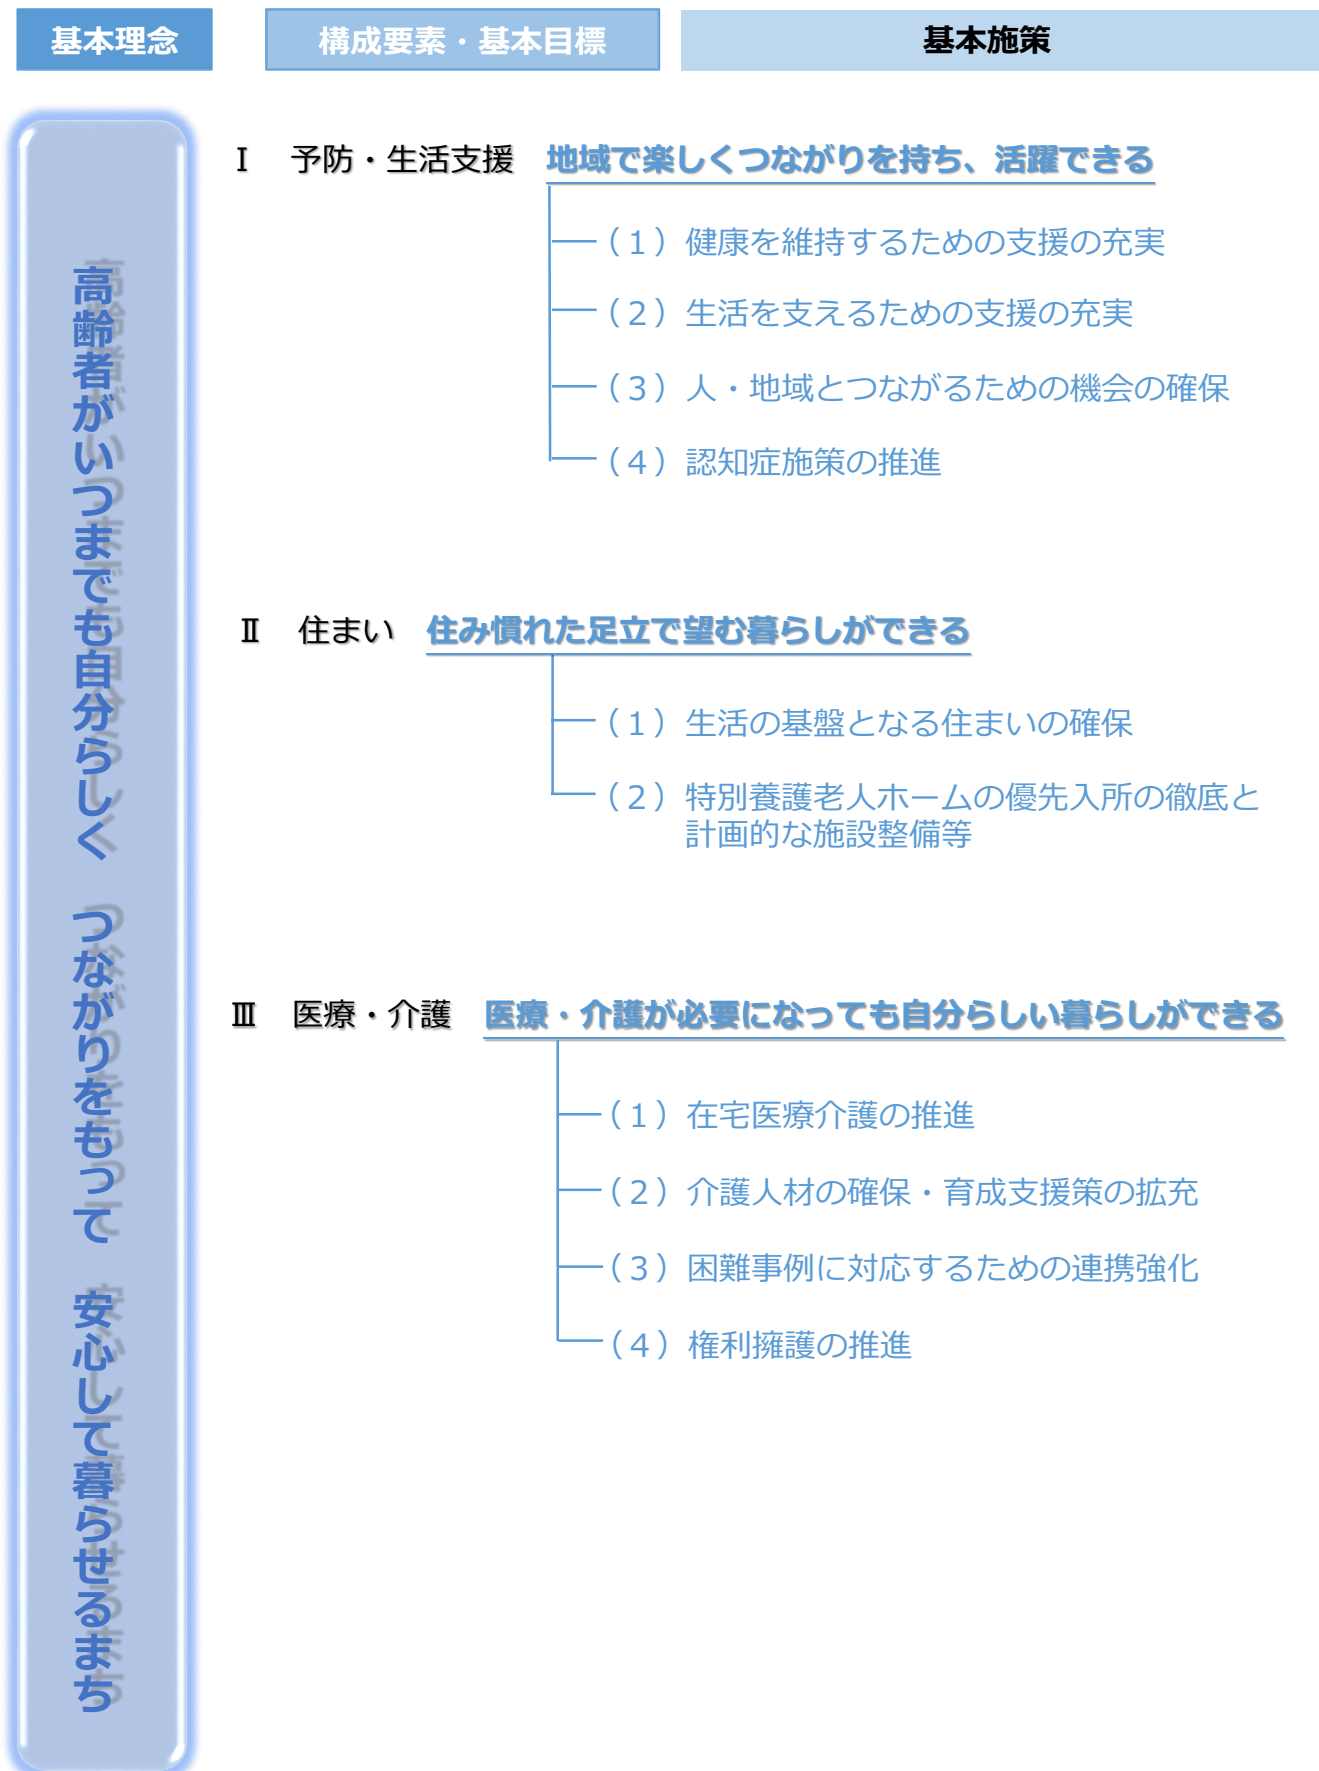 基本理念
構成要素・基本目標
基本施策
高齢者がいつまでも自分らしく　つながりをもって　安心して暮らせるまち
Ⅰ　予防・生活支援　地域で楽しくつながりを持ち、活躍できる
（１）健康を維持するための支援の充実
（２）生活を支えるための支援の充実
（３）人・地域とつながるための機会の確保
（４）認知症施策の推進
Ⅱ　住まい　住み慣れた足立で望む暮らしができる
（１）生活の基盤となる住まいの確保
（２）特別養護老人ホームの優先入所の徹底と
計画的な施設整備等
Ⅲ　医療・介護　医療・介護が必要になっても自分らしい暮らしができる
（１）在宅医療介護の推進
（２）介護人材の確保・育成支援策の拡充
（３）困難事例に対応するための連携強化
（４）権利擁護の推進